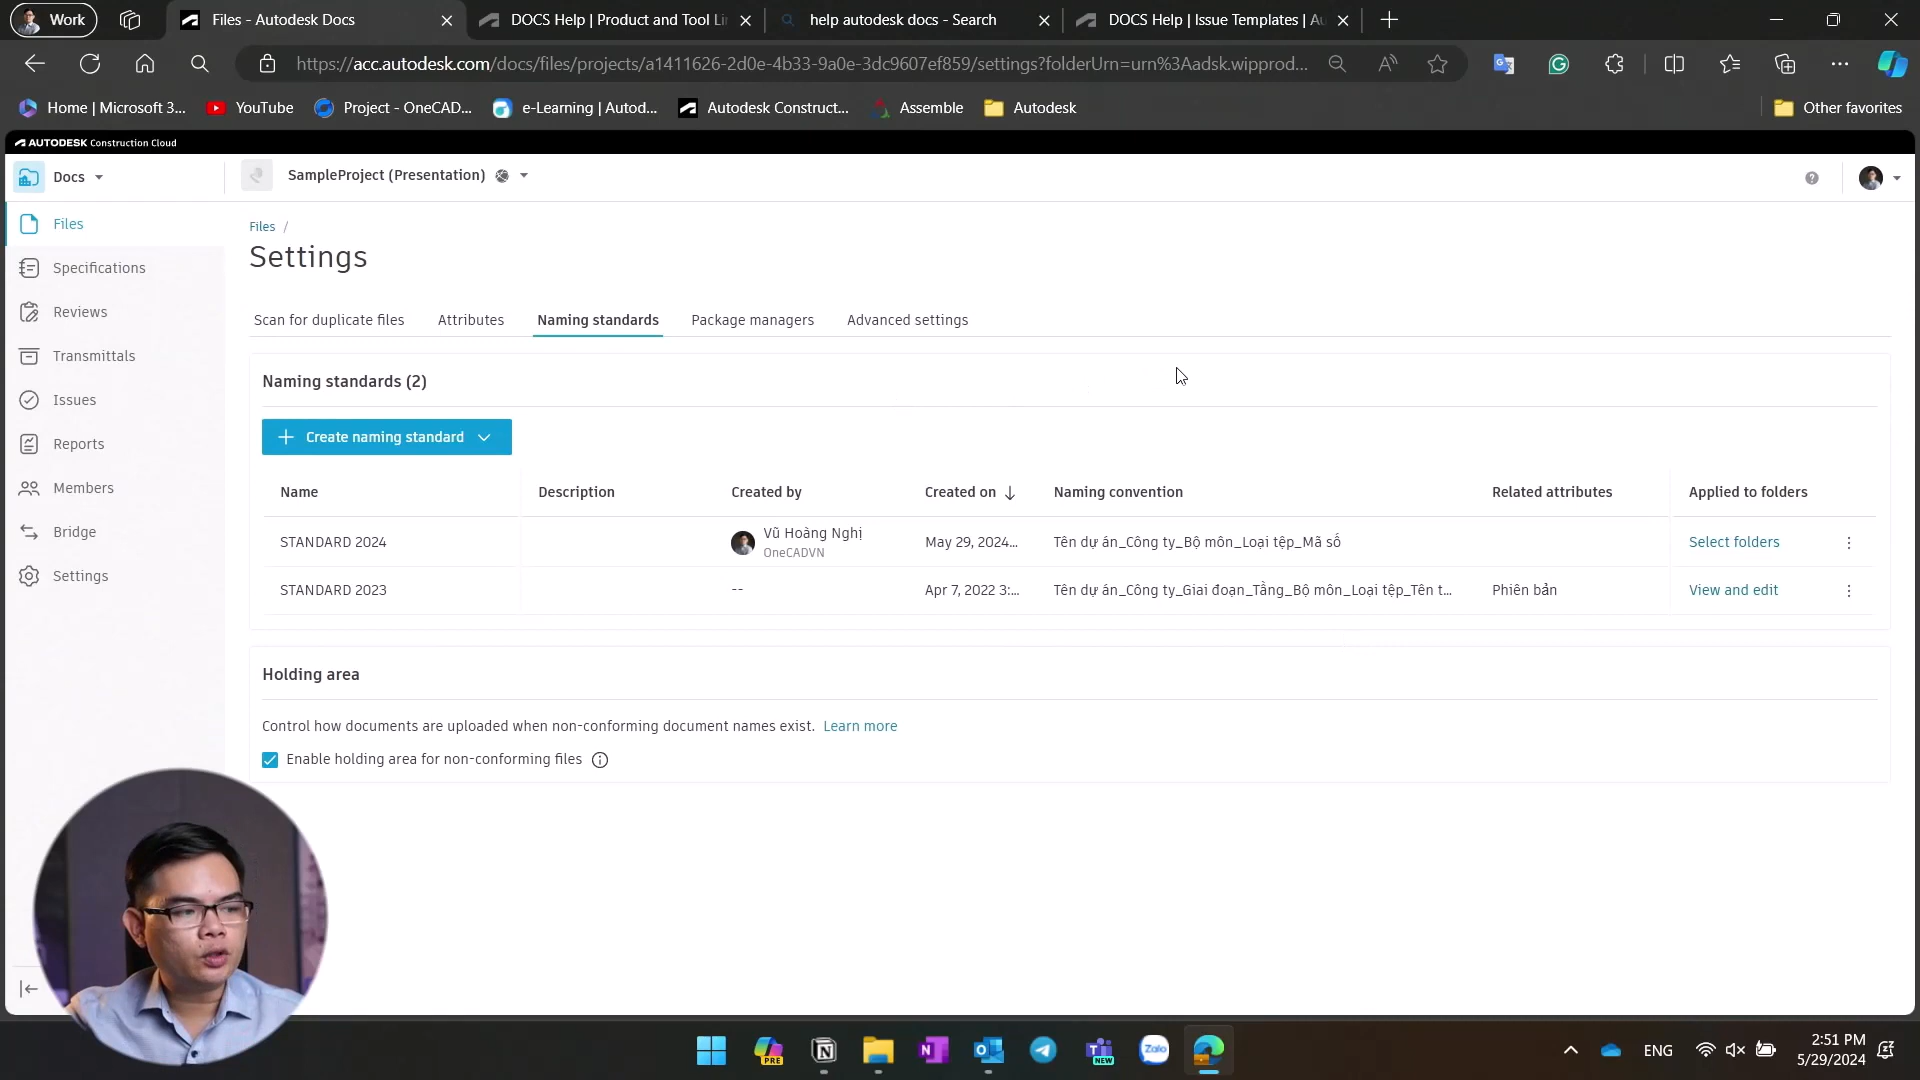 Work
Files - Autodesk Docs
DOCS Help | Product and Tool Li
help autodesk docs - Search
DOCS Help | Issue Templates | Au
https://acc.autodesk.com/docs/files/projects/a1411626-2d0e-4b33-9a0e-3dc9607ef859/settings?folderUrn=urn%3Aadsk.wipprod...
Home | Microsoft 3...
YouTube
Project - OneCAD...
e-Learning | Autod...
Autodesk Construct...
Assemble
Autodesk
Other favorites
AUTODESK Construction Cloud
Docs
SampleProject (Presentation)
Files
Specifications
Reviews
Transmittals
Issues
Reports
Members
Bridge
Settings
Files /
Settings
Scan for duplicate files
Attributes
Naming standards
Package managers
Advanced settings
Naming standards (2)
Create naming standard
Name
Description
Created by
Created on
Naming convention
Related attributes
Applied to folders
STANDARD 2024
Vũ Hoàng Nghị
OneCADVN
May 29, 2024...
Tên dự án_Công ty_Bộ môn_Loại tệp_Mã số
Select folders
STANDARD 2023
--
Apr 7, 2022 3:...
Tên dự án_Công ty_Giai đoạn_Tầng_Bộ môn_Loại tệp_Tên t...
Phiên bản
View and edit
Holding area
Control how documents are uploaded when non-conforming document names exist. Learn more
Enable holding area for non-conforming files
PRE
NEW
Zalo
ENG
2:51 PM
5/29/2024